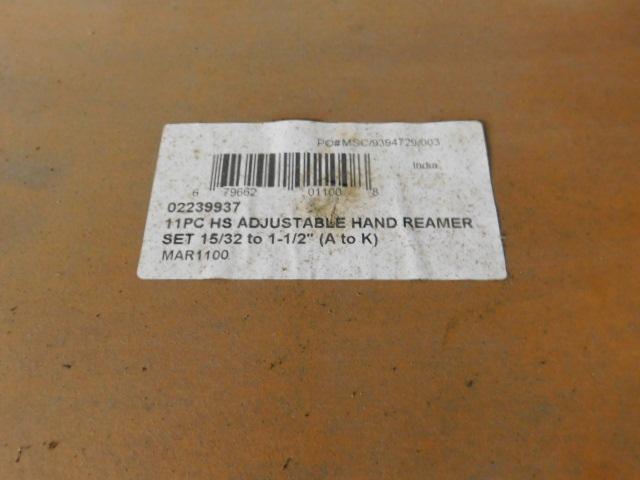 PO#MSC/9394729/003
India
6 79662 01100 8
02239937
11PC HS ADJUSTABLE HAND REAMER
SET 15/32 to 1-1/2" (A to K)
MAR1100